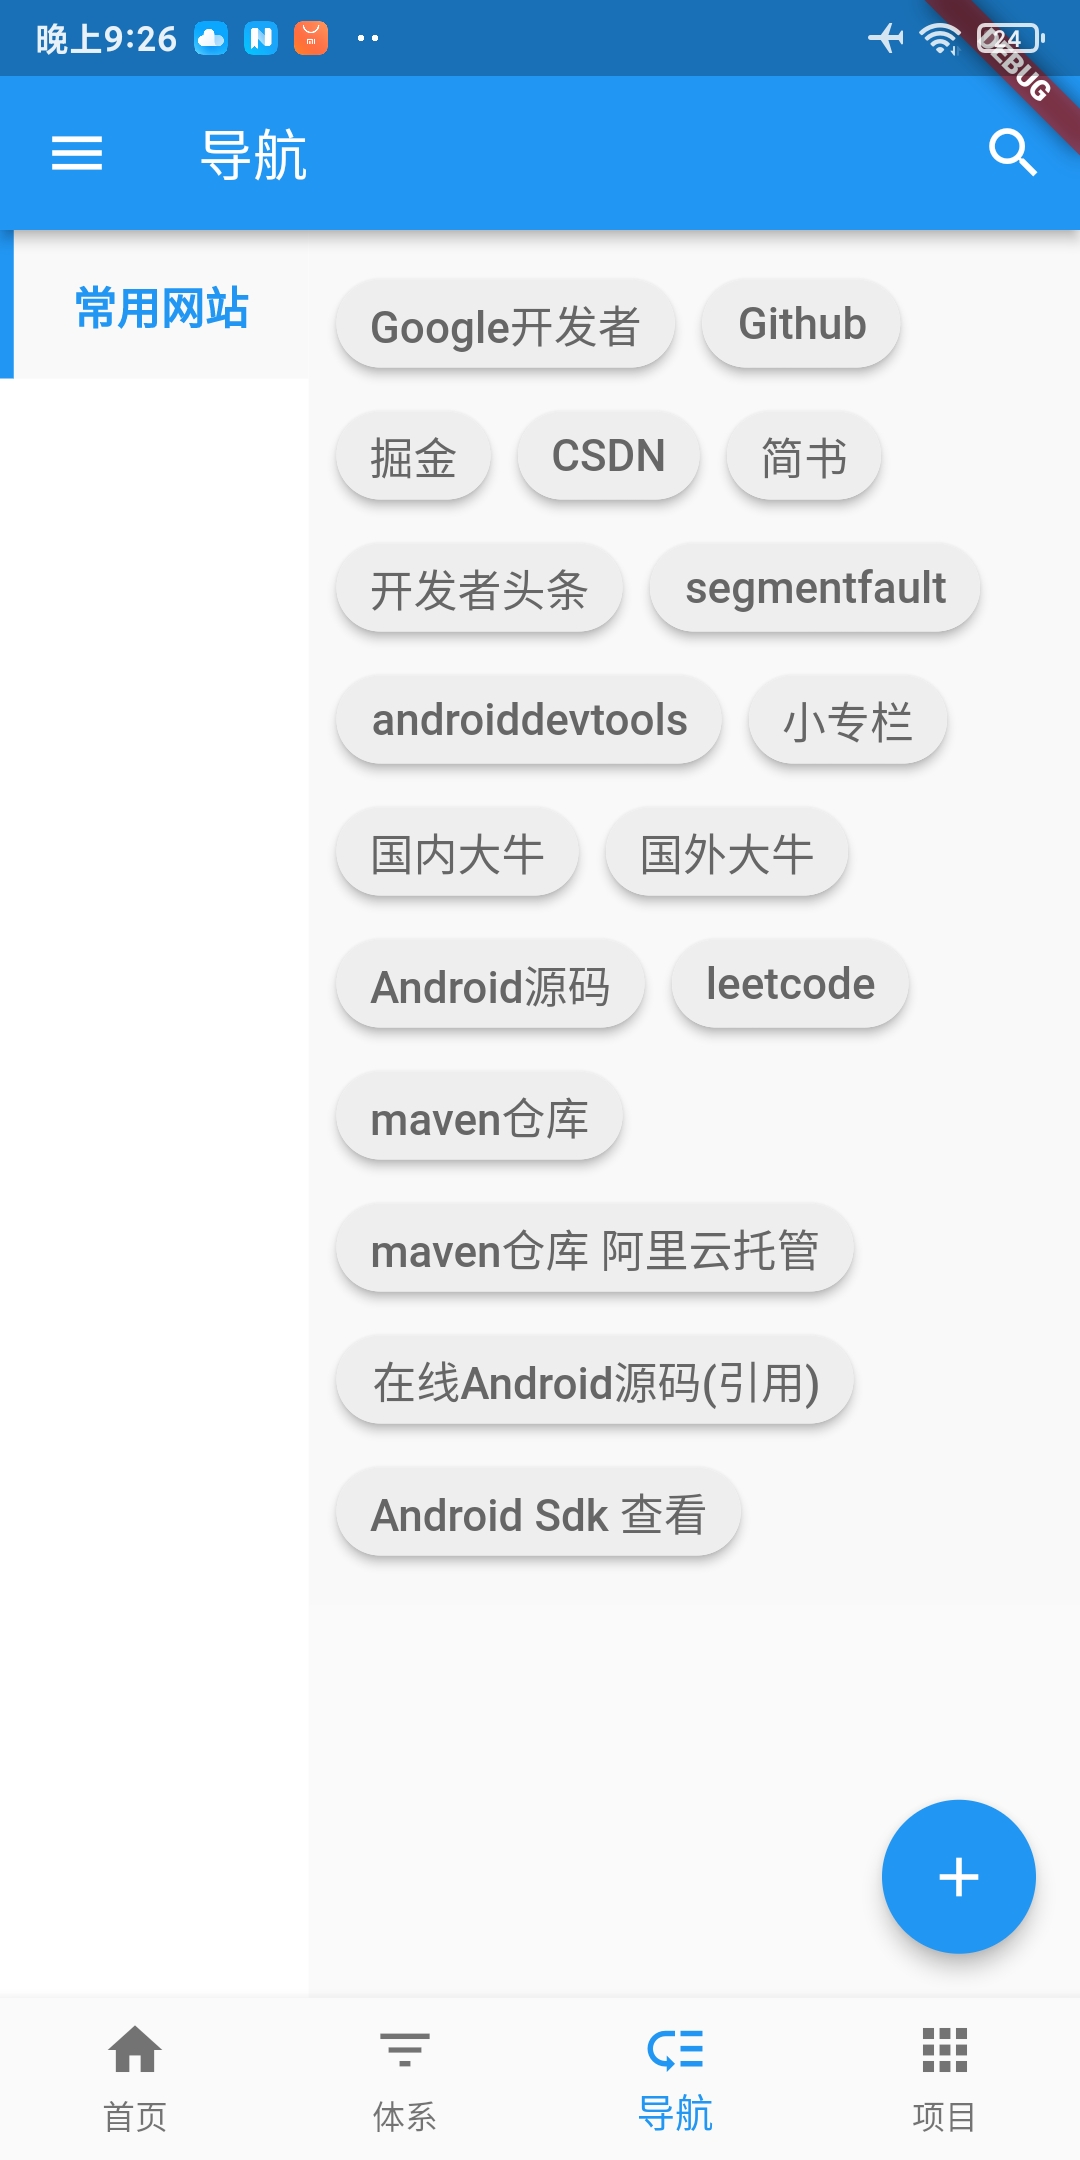 晚上9:26
24
DEBUG
导航
常用网站
Google开发者 Github
掘金 CSDN 简书
开发者头条 segmentfault
androiddevtools 小专栏
国内大牛 国外大牛
Android源码 leetcode
maven仓库
maven仓库 阿里云托管
在线Android源码(引用)
Android Sdk 查看
首页 体系 导航 项目